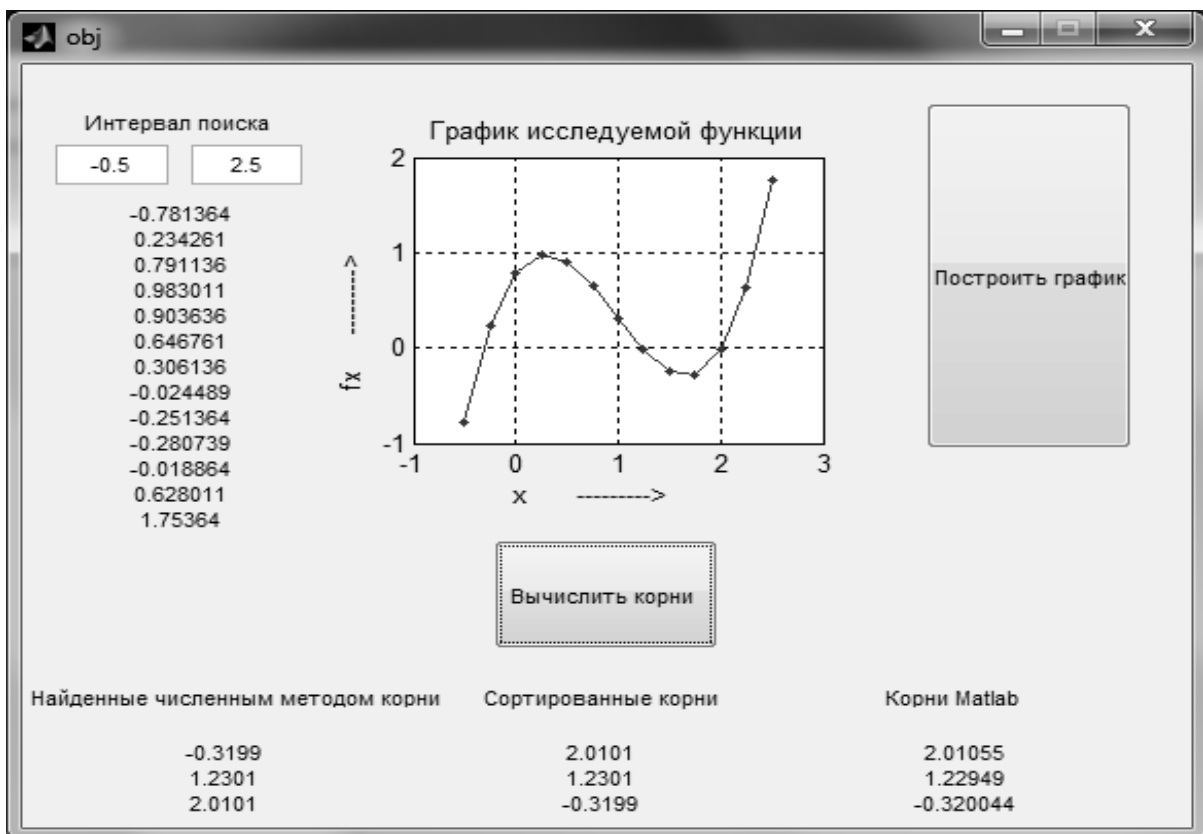 obj
Интервал поиска
-0.5 2.5
-0.781364
0.234261
0.791136
0.983011
0.903636
0.646761
0.306136
-0.024489
-0.251364
-0.280739
-0.018864
0.628011
1.75364
График исследуемой функции
2
1
0
-1
fx --------->
-1 0 1 2 3
x --------->
Построить график
Вычислить корни
Найденные численным методом корни
-0.3199
1.2301
2.0101
Сортированные корни
2.0101
1.2301
-0.3199
Корни Matlab
2.01055
1.22949
-0.320044